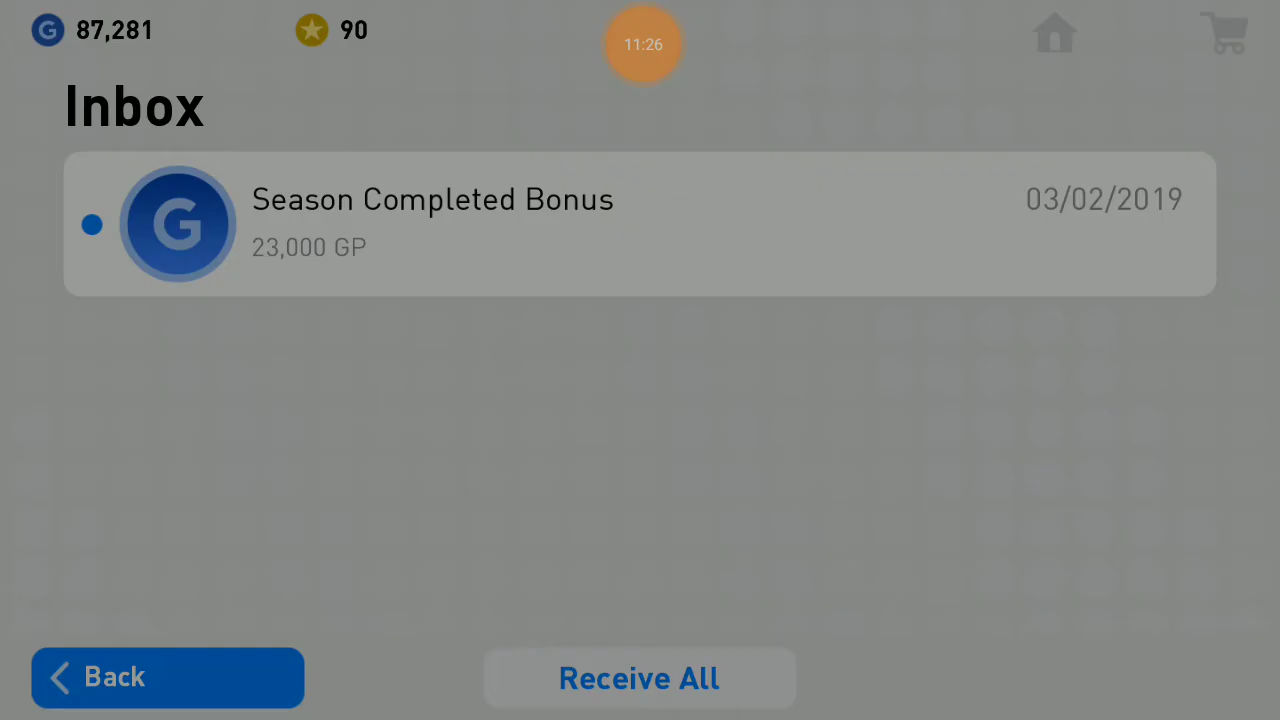 87,281 90 11:26
Inbox
Season Completed Bonus 03/02/2019
23,000 GP
Back Receive All